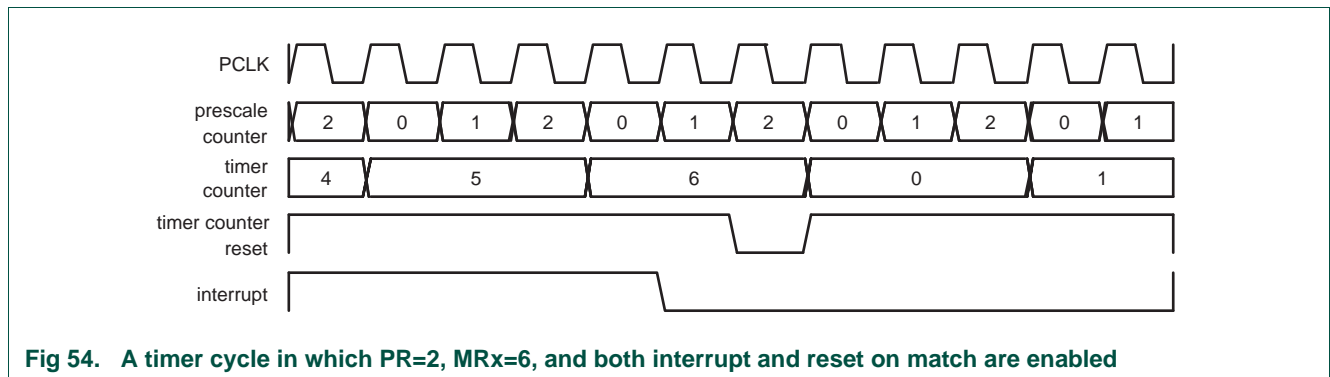 PCLK
prescale
counter
2 0 1 2 0 1 2 0 1 2 0 1
timer
counter
4 5 6 0 1
timer counter
reset
interrupt
Fig 54. A timer cycle in which PR=2, MRx=6, and both interrupt and reset on match are enabled